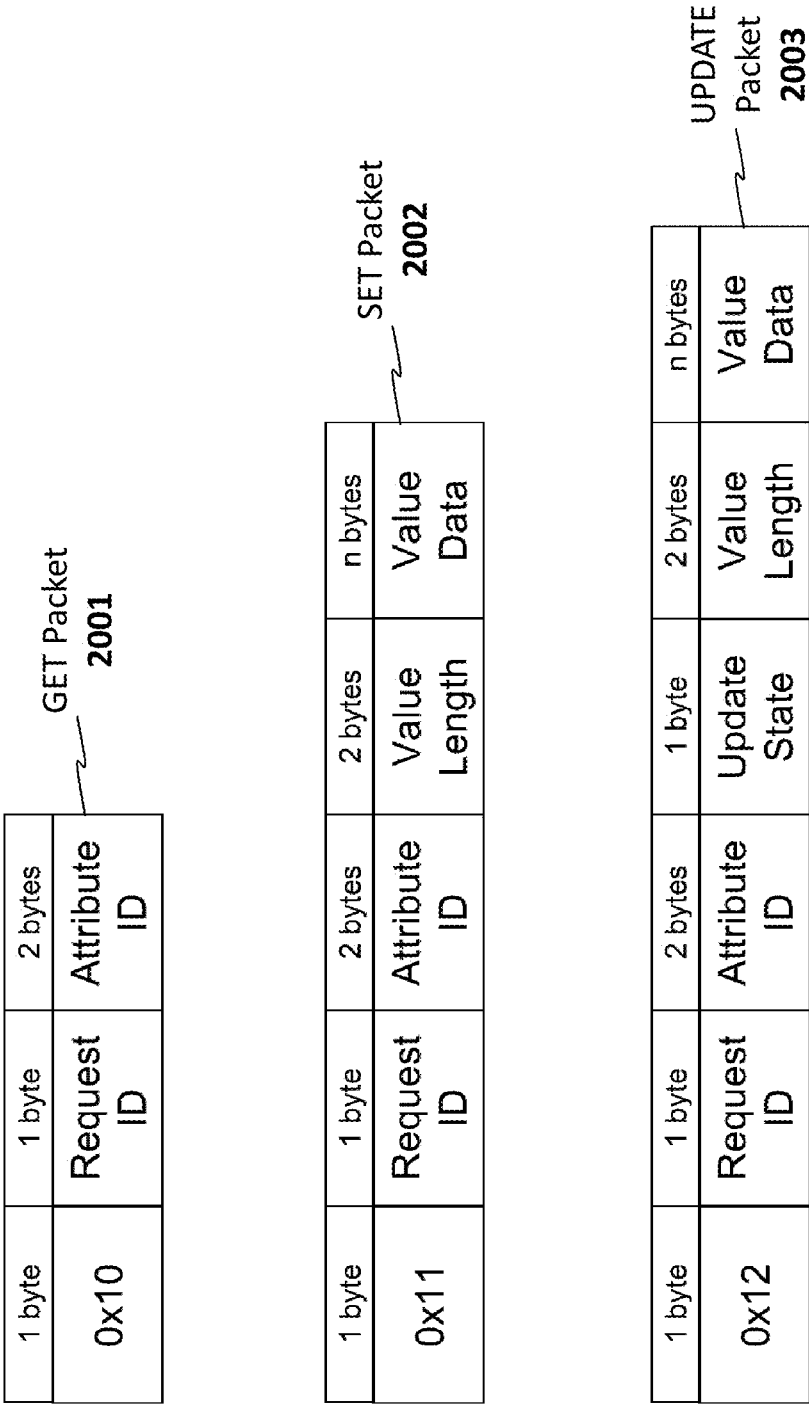 1 byte 1 byte 2 bytes
0x10 Request ID Attribute ID
GET Packet
2001
1 byte 1 byte 2 bytes 2 bytes n bytes
0x11 Request ID Attribute ID Value Length Value Data
SET Packet
2002
1 byte 1 byte 2 bytes 1 byte 2 bytes n bytes
0x12 Request ID Attribute ID Update State Value Length Value Data
UPDATE
Packet
2003